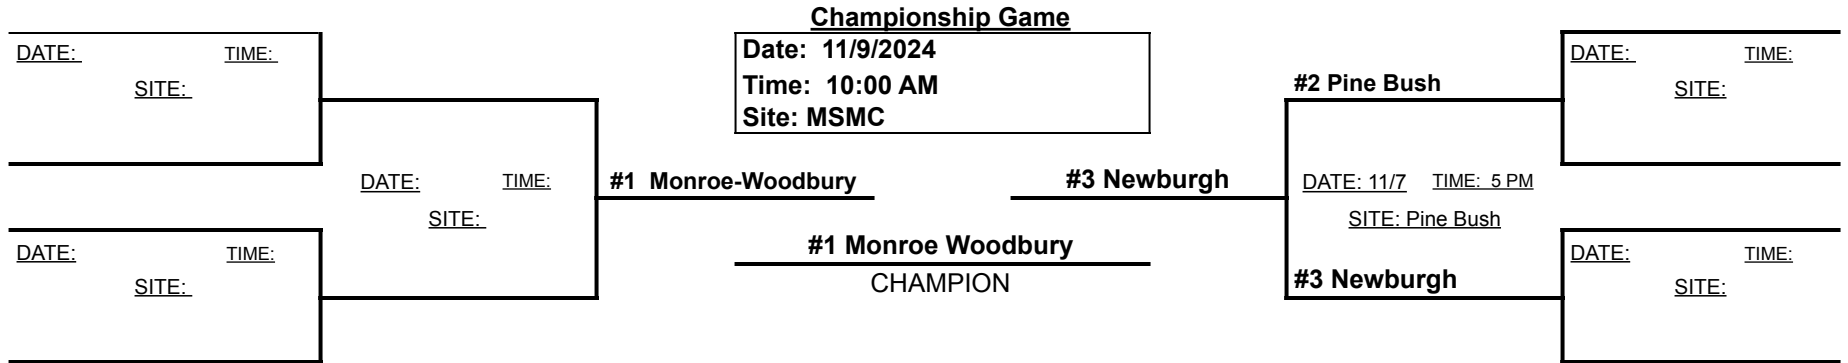 Championship Game
Date: 11/9/2024
Time: 10:00 AM
Site: MSMC
DATE: TIME:
SITE:
DATE: TIME:
SITE:
#1 Monroe-Woodbury
DATE: TIME:
SITE:
#1 Monroe Woodbury
CHAMPION
#3 Newburgh
#2 Pine Bush
DATE: 11/7 TIME: 5 PM
SITE: Pine Bush
#3 Newburgh
DATE: TIME:
SITE:
DATE: TIME:
SITE: